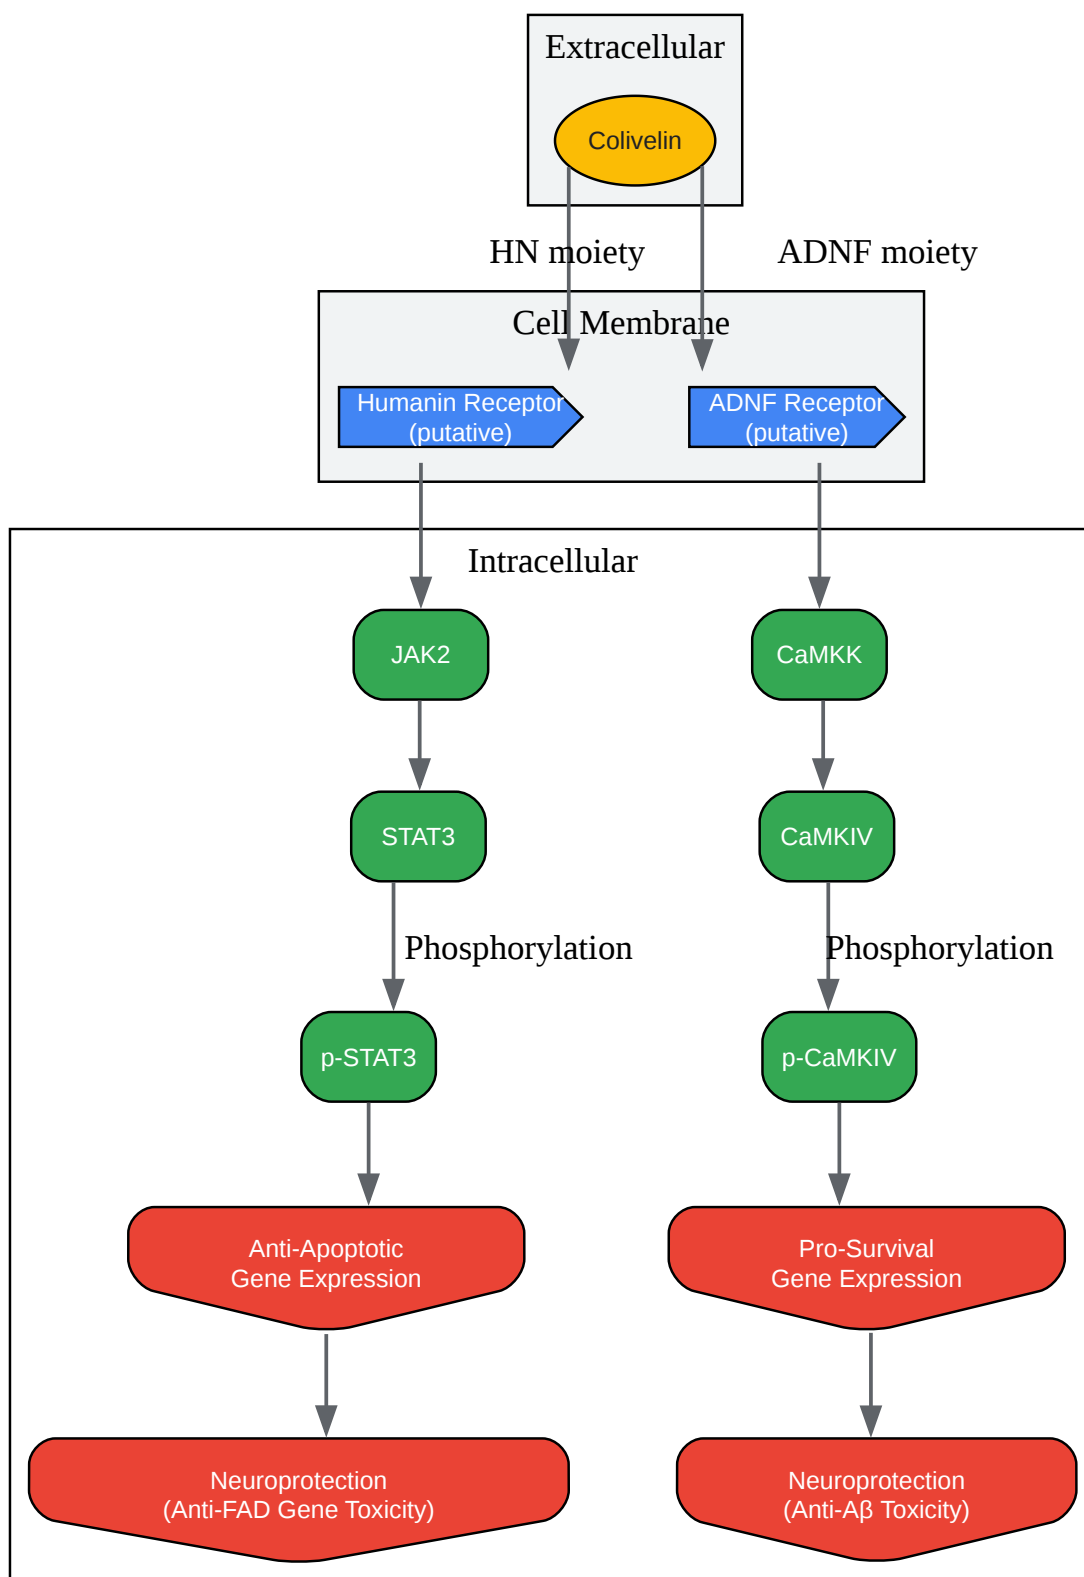 Extracellular
Colivelin
HN moiety
ADNF moiety
Cell Membrane
Humanin Receptor
(putative)
ADNF Receptor
(putative)
Intracellular
JAK2
CaMKK
STAT3
CaMKIV
Phosphorylation
Phosphorylation
p-STAT3
p-CaMKIV
Anti-Apoptotic
Gene Expression
Pro-Survival
Gene Expression
Neuroprotection
(Anti-FAD Gene Toxicity)
Neuroprotection
(Anti-Aβ Toxicity)